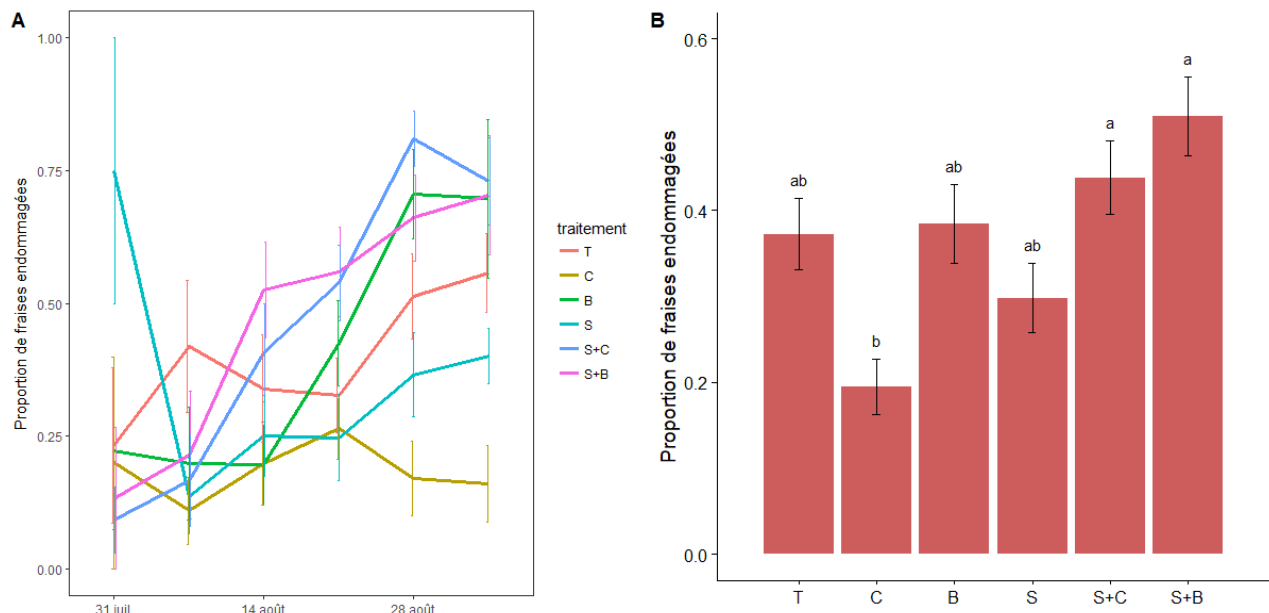 A
Proportion de fraises endommagées
1.00
0.75
0.50
0.25
0.00
31 juil
14 août
28 août
traitement
T
C
B
S
S+C
S+B
B
Proportion de fraises endommagées
0.6
0.4
0.2
0.0
ab
b
ab
ab
a
a
T C B S S+C S+B